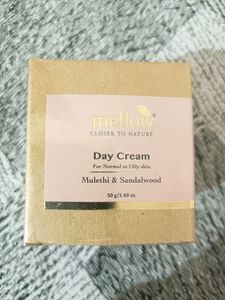 mellow
CLOSER TO NATURE
Day Cream
For Normal to Oily skin
Mulethi & Sandalwood
50 g/1.69 oz.